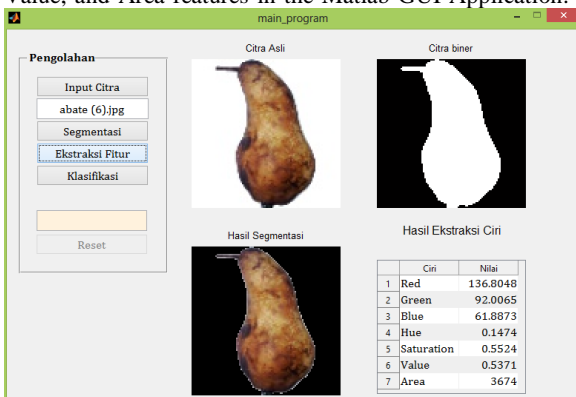 Value, and Area features in the Matlab GUI Application.
main_program
Pengolahan
Input Citra
abate (6).jpg
Segmentasi
Ekstraksi Fitur
Klasifikasi
Reset
Citra Asli
Citra biner
Hasil Segmentasi
Hasil Ekstraksi Ciri
Ciri Nilai
1 Red 136.8048
2 Green 92.0065
3 Blue 61.8873
4 Hue 0.1474
5 Saturation 0.5524
6 Value 0.5371
7 Area 3674